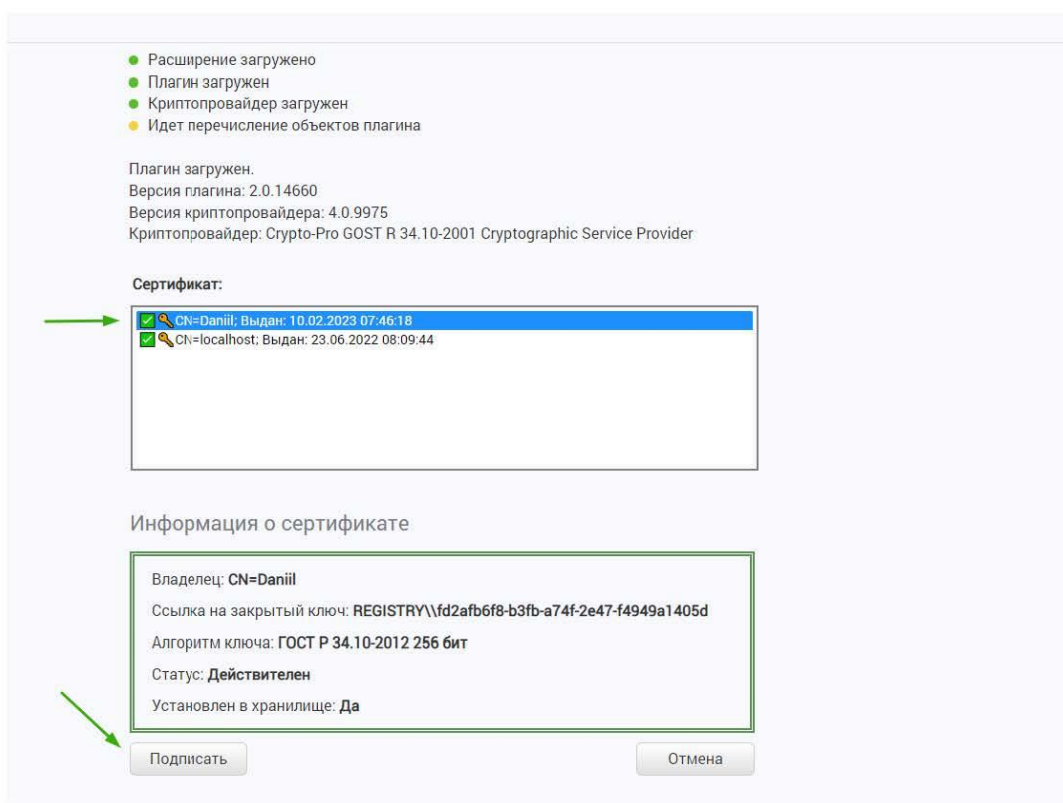 Расширение загружено
Плагин загружен
Криптопровайдер загружен
Идет перечисление объектов плагина
Плагин загружен.
Версия плагина: 2.0.14660
Версия криптопровайдера: 4.0.9975
Криптопровайдер: Crypto-Pro GOST R 34.10-2001 Cryptographic Service Provider
Сертификат:
CN=Daniil; Выдан: 10.02.2023 07:46:18
CN=localhost; Выдан: 23.06.2022 08:09:44
Информация о сертификате
Владелец: CN=Daniil
Ссылка на закрытый ключ: REGISTRY\\fd2afb6f8-b3fb-a74f-2e47-f4949a1405d
Алгоритм ключа: ГОСТ Р 34.10-2012 256 бит
Статус: Действителен
Установлен в хранилище: Да
Подписать Отмена